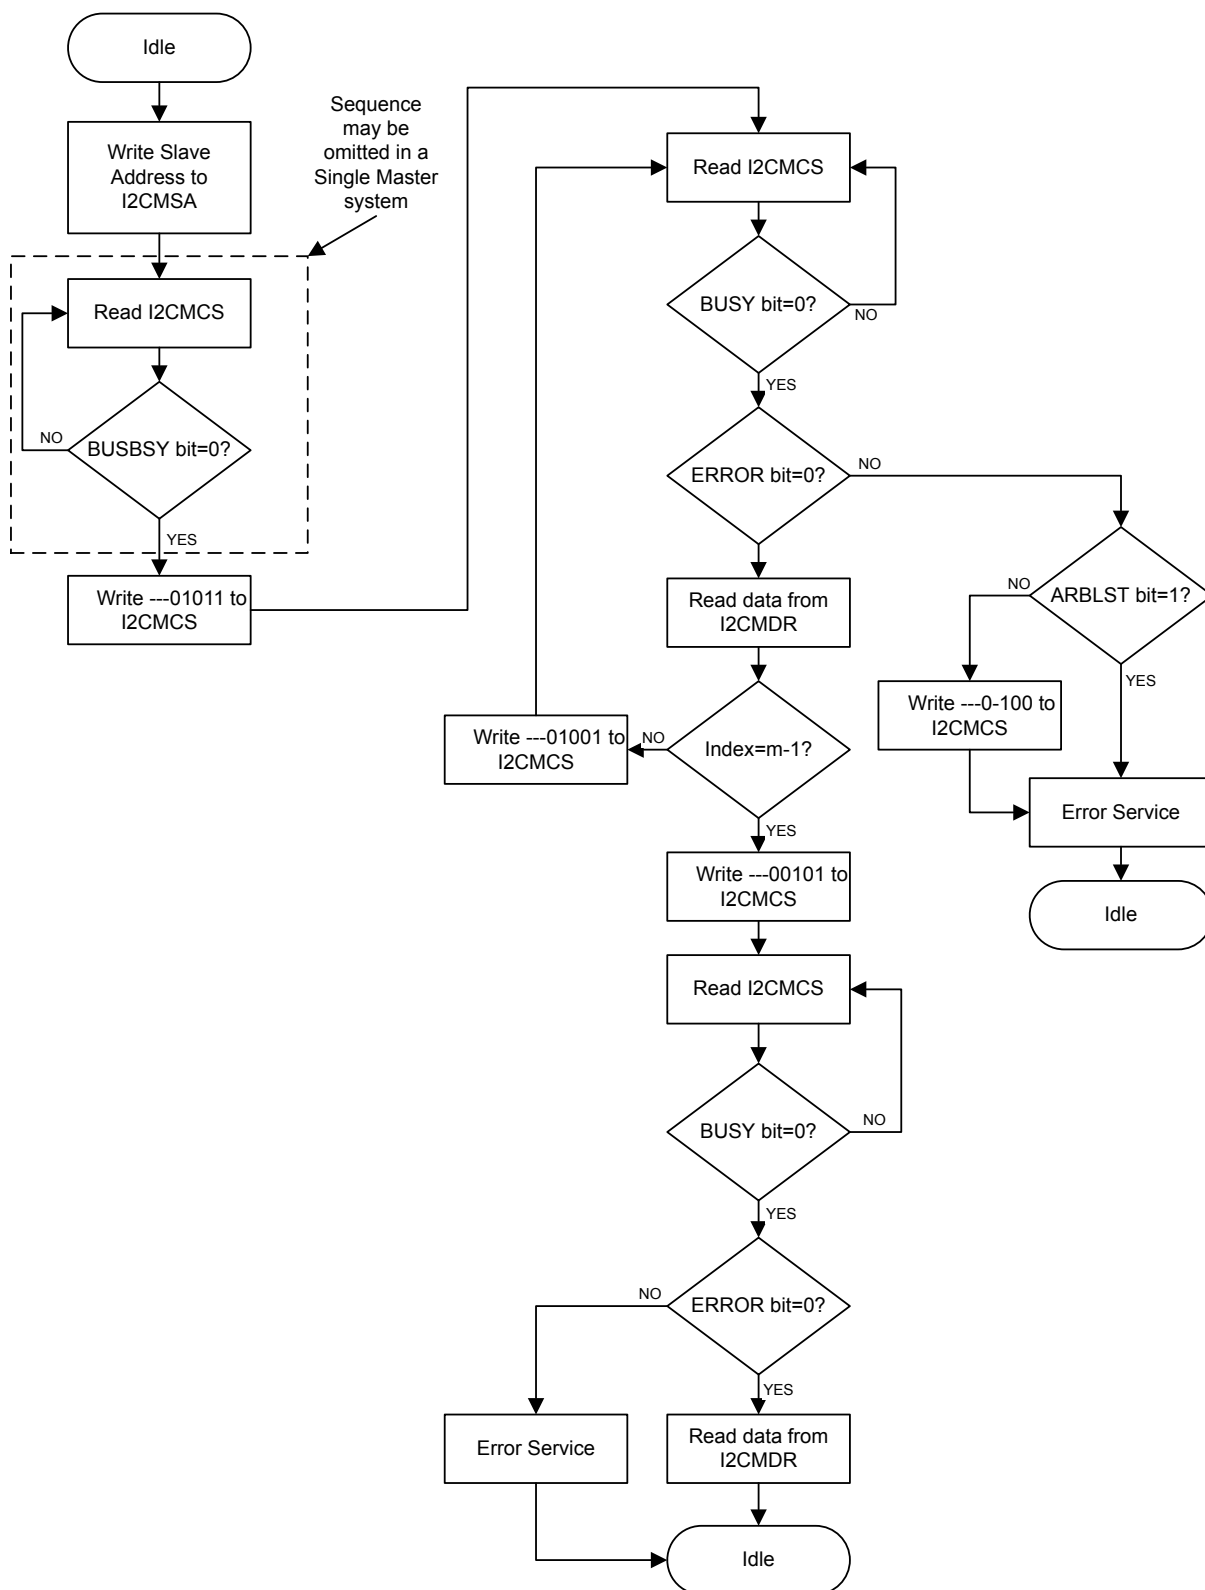 Idle
Write Slave
Address to
I2CMSA
Sequence
may be
omitted in a
Single Master
system
Read I2CMCS
BUSBSY bit=0?
NO
YES
Write ---01011 to
I2CMCS
Read I2CMCS
BUSY bit=0?
NO
YES
ERROR bit=0?
NO
Read data from
I2CMDR
ARBLST bit=1?
NO
YES
Write ---0-100 to
I2CMCS
Error Service
Idle
Index=m-1?
NO
Write ---01001 to
I2CMCS
YES
Write ---00101 to
I2CMCS
Read I2CMCS
BUSY bit=0?
NO
YES
ERROR bit=0?
NO
YES
Error Service
Read data from
I2CMDR
Idle